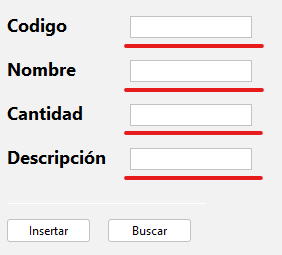 Codigo
Nombre
Cantidad
Descripción
Insertar Buscar